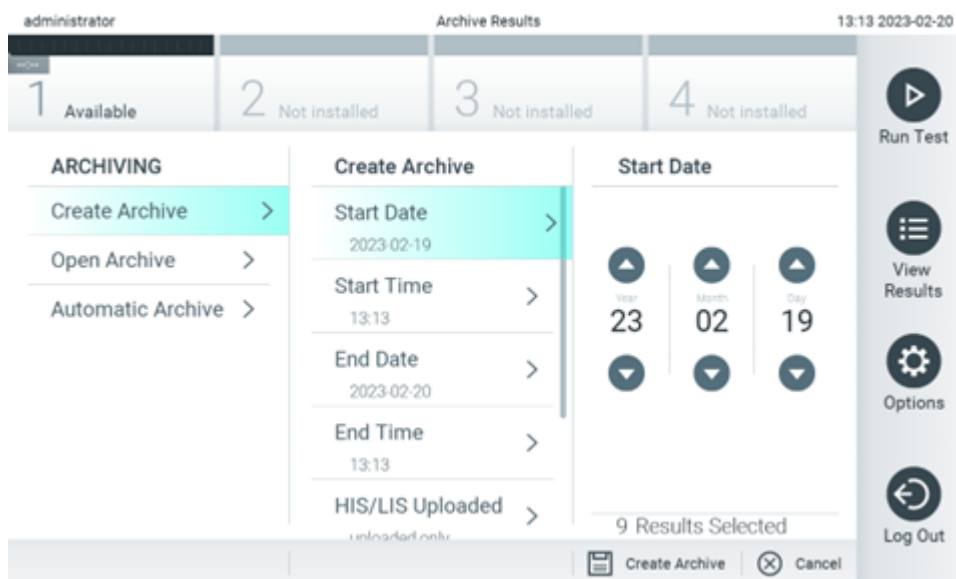 administrator
Archive Results
13:13 2023-02-20
--:--
1 Available
2 Not installed
3 Not installed
4 Not installed
Run Test
View
Results
Options
Log Out
ARCHIVING
Create Archive
Open Archive
Automatic Archive
Create Archive
Start Date
2023-02-19
Start Time
13:13
End Date
2023-02-20
End Time
13:13
HIS/LIS Uploaded
uploaded only
Start Date
Year
23
Month
02
Day
19
9 Results Selected
Create Archive
Cancel